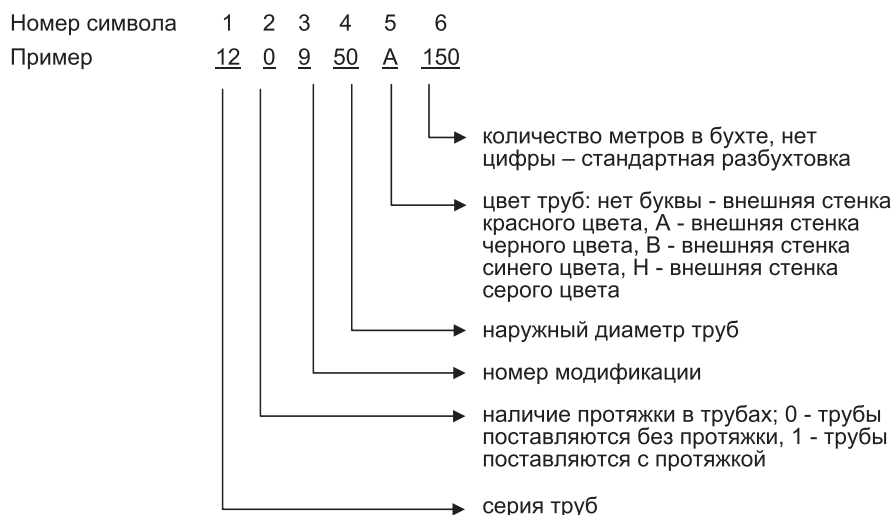 Номер символа 1 2 3 4 5 6
Пример 12 0 9 50 А 150
количество метров в бухте, нет
цифры – стандартная разбухтовка
цвет труб: нет буквы - внешняя стенка
красного цвета, А - внешняя стенка
черного цвета, В - внешняя стенка
синего цвета, Н - внешняя стенка
серого цвета
наружный диаметр труб
номер модификации
наличие протяжки в трубах; 0 - трубы
поставляются без протяжки, 1 - трубы
поставляются с протяжкой
серия труб